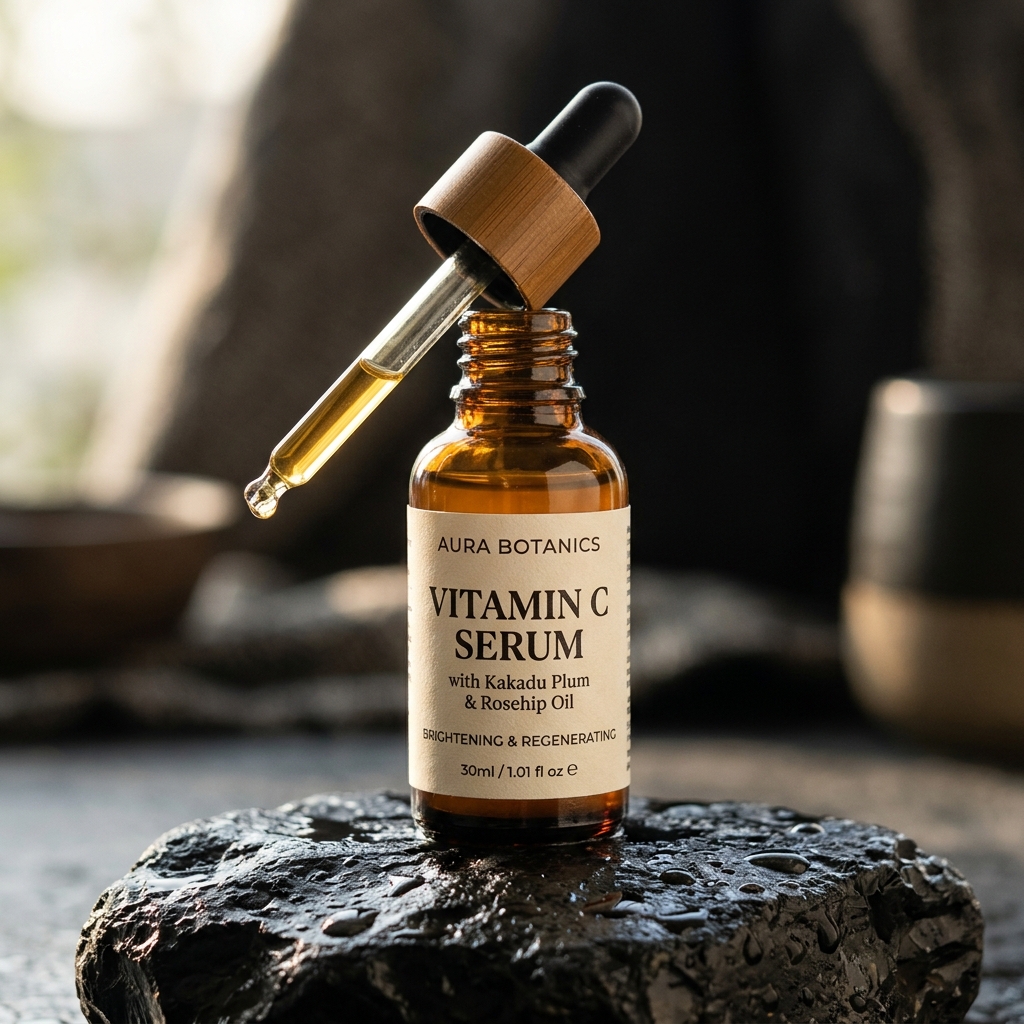 AURA BOTANICS
VITAMIN C
SERUM
with Kakadu Plum
& Rosehip Oil
BRIGHTENING & REGENERATING
30ml / 1.01 fl oz ℮